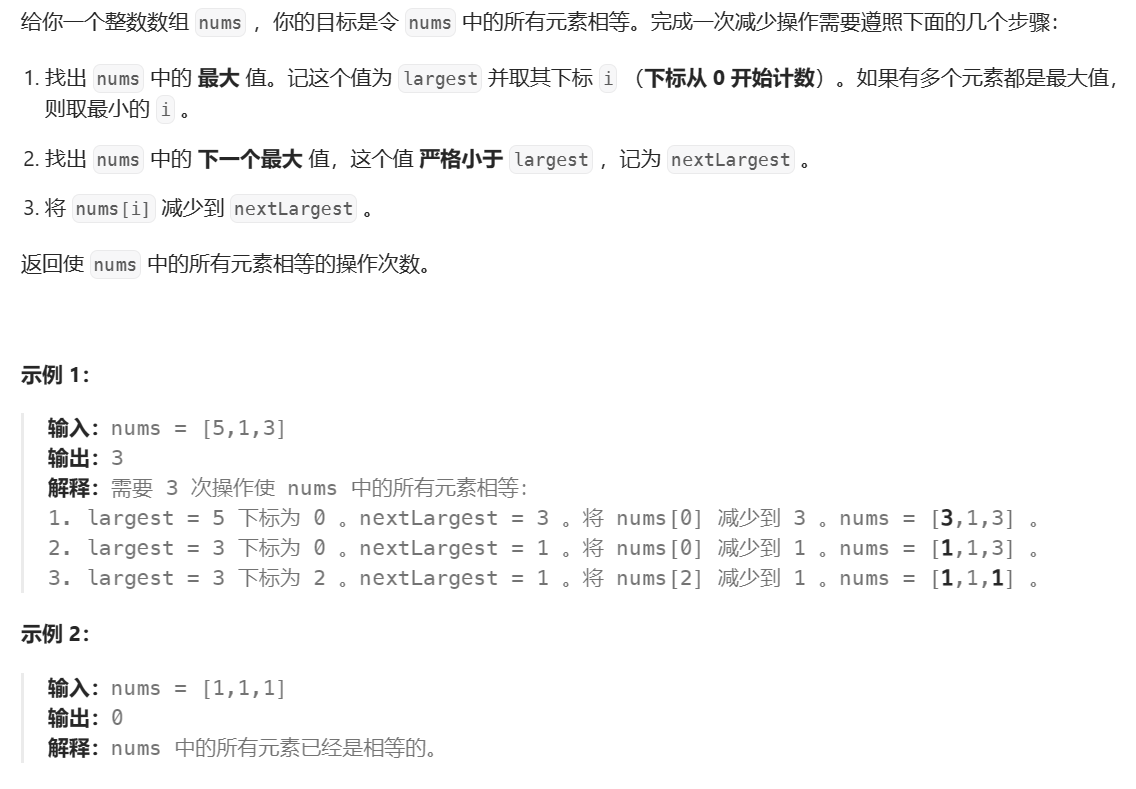 给你一个整数数组 nums ，你的目标是令 nums 中的所有元素相等。完成一次减少操作需要遵照下面的几个步骤：
1. 找出 nums 中的 最大 值。记这个值为 largest 并取其下标 i （下标从 0 开始计数）。如果有多个元素都是最大值，
则取最小的 i 。
2. 找出 nums 中的 下一个最大 值，这个值 严格小于 largest ，记为 nextLargest 。
3. 将 nums[i] 减少到 nextLargest 。
返回使 nums 中的所有元素相等的操作次数。
示例 1：
输入：nums = [5,1,3]
输出：3
解释：需要 3 次操作使 nums 中的所有元素相等：
1. largest = 5 下标为 0 。nextLargest = 3 。将 nums[0] 减少到 3 。nums = [3,1,3] 。
2. largest = 3 下标为 0 。nextLargest = 1 。将 nums[0] 减少到 1 。nums = [1,1,3] 。
3. largest = 3 下标为 2 。nextLargest = 1 。将 nums[2] 减少到 1 。nums = [1,1,1] 。
示例 2：
输入：nums = [1,1,1]
输出：0
解释：nums 中的所有元素已经是相等的。